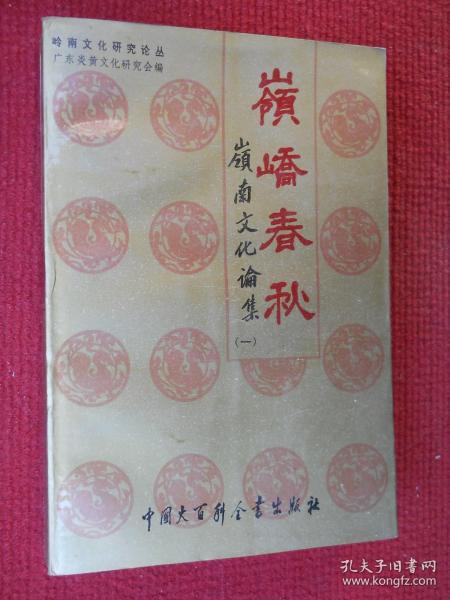 岭南文化研究论丛
广东炎黄文化研究会编
嶺嶠春秋
嶺南文化論集
(一)
中国大百科全书出版社
孔夫子旧书网
www.kongfz.com